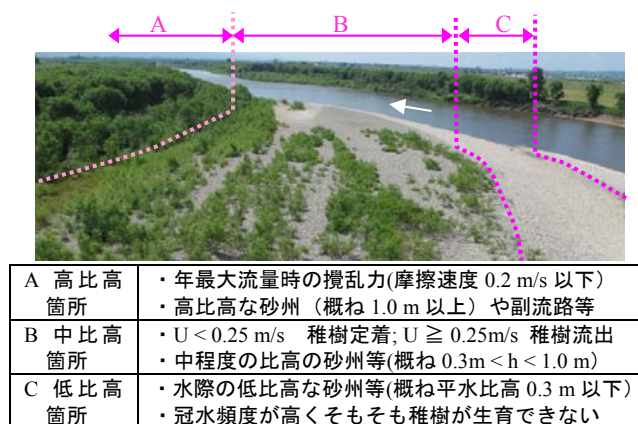 A B C
A 高比高 ・年最大流量時の攪乱力(摩擦速度 0.2 m/s 以下)
箇所 ・高比高な砂州（概ね 1.0 m 以上）や副流路等
B 中比高 ・U < 0.25 m/s 稚樹定着; U ≧ 0.25m/s 稚樹流出
箇所 ・中程度の比高の砂州等(概ね 0.3m < h < 1.0 m）
C 低比高 ・水際の低比高な砂州等(概ね平水比高 0.3 m 以下)
箇所 ・冠水頻度が高くそもそも稚樹が生育できない